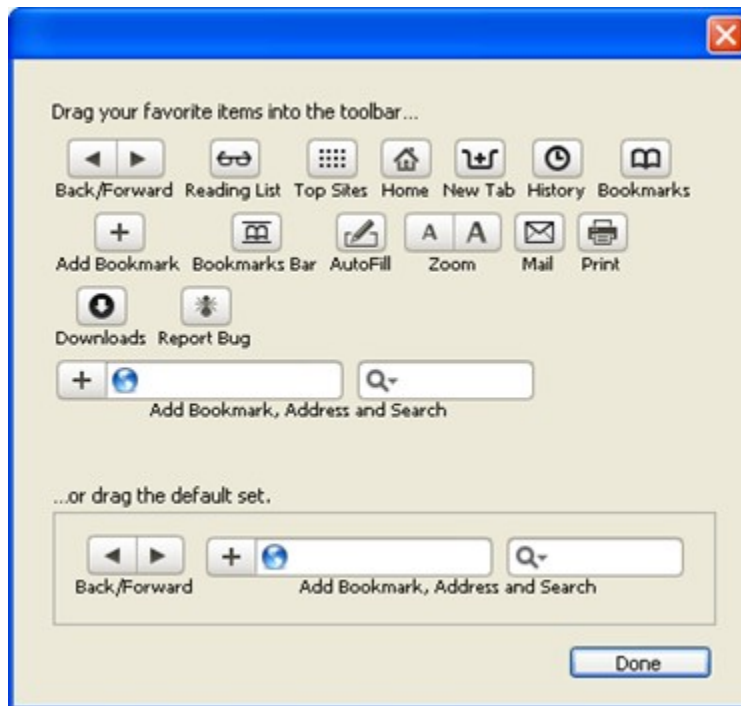 Drag your favorite items into the toolbar...
Back/Forward Reading List Top Sites Home New Tab History Bookmarks
A A
Add Bookmark Bookmarks Bar AutoFill Zoom Mail Print
Downloads Report Bug
Add Bookmark, Address and Search
...or drag the default set.
Back/Forward Add Bookmark, Address and Search
Done